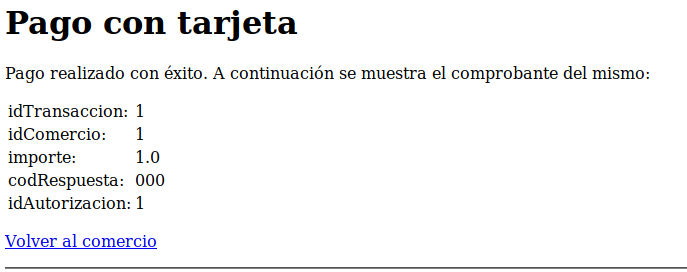 Pago con tarjeta
Pago realizado con éxito. A continuación se muestra el comprobante del mismo:
idTransaccion: 1
idComercio: 1
importe: 1.0
codRespuesta: 000
idAutorizacion: 1
Volver al comercio